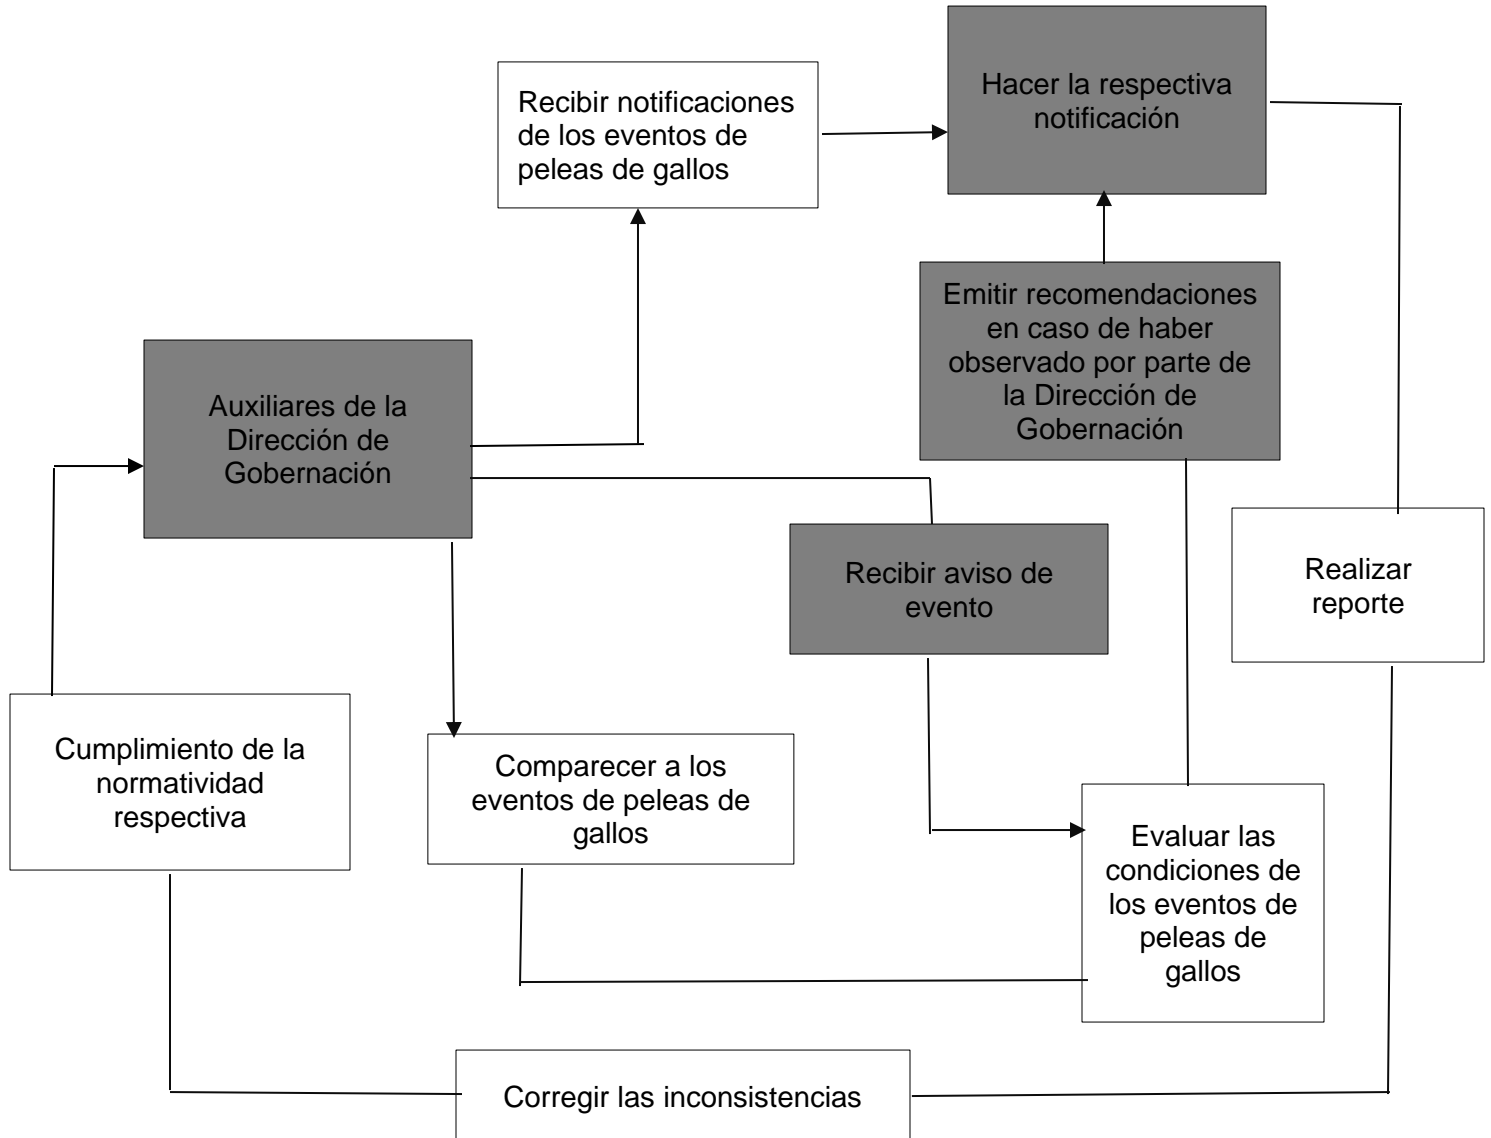 Hacer la respectiva
notificación
Recibir notificaciones
de los eventos de
peleas de gallos
Emitir recomendaciones
en caso de haber
observado por parte de
la Dirección de
Gobernación
Auxiliares de la
Dirección de
Gobernación
Recibir aviso de
evento
Realizar
reporte
Cumplimiento de la
normatividad
respectiva
Comparecer a los
eventos de peleas de
gallos
Evaluar las
condiciones de
los eventos de
peleas de
gallos
Corregir las inconsistencias